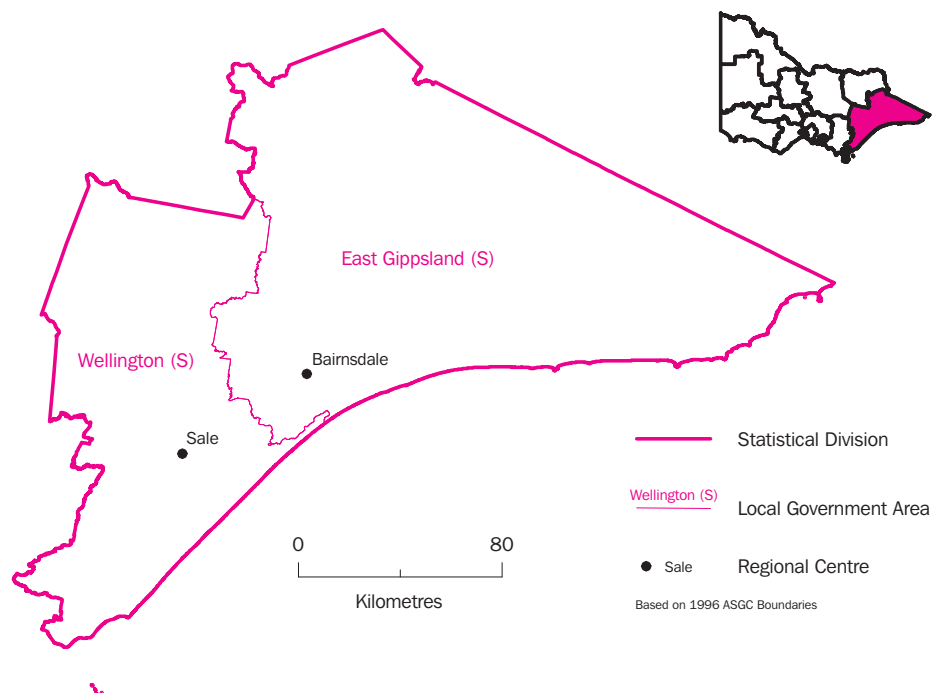 East Gippsland (S)
Wellington (S)
Bairnsdale
Sale
0 80
Kilometres
Statistical Division
Wellington (S)
Local Government Area
Sale
Regional Centre
Based on 1996 ASGC Boundaries